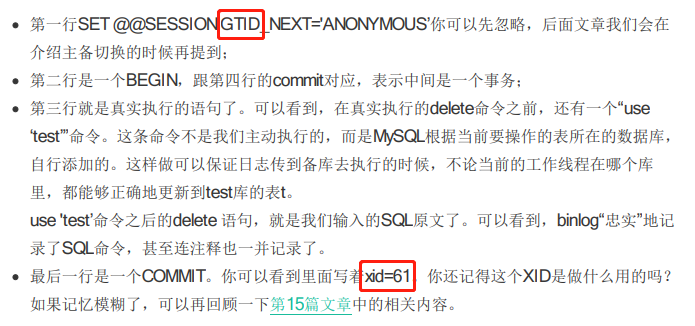 第一行SET @@SESSION.GTID_NEXT='ANONYMOUS'你可以先忽略，后面文章我们会在
介绍主备切换的时候再提到；
第二行是一个BEGIN，跟第四行的commit对应，表示中间是一个事务；
第三行就是真实执行的语句了。可以看到，在真实执行的delete命令之前，还有一个“use
‘test’”命令。这条命令不是我们主动执行的，而是MySQL根据当前要操作的表所在的数据库，
自行添加的。这样做可以保证日志传到备库去执行的时候，不论当前的工作线程在哪个库
里，都能够正确地更新到test库的表t。
use 'test'命令之后的delete 语句，就是我们输入的SQL原文了。可以看到，binlog“忠实”地记
录了SQL命令，甚至连注释也一并记录了。
最后一行是一个COMMIT。你可以看到里面写着xid=61。你还记得这个XID是做什么用的吗？
如果记忆模糊了，可以再回顾一下第15篇文章中的相关内容。